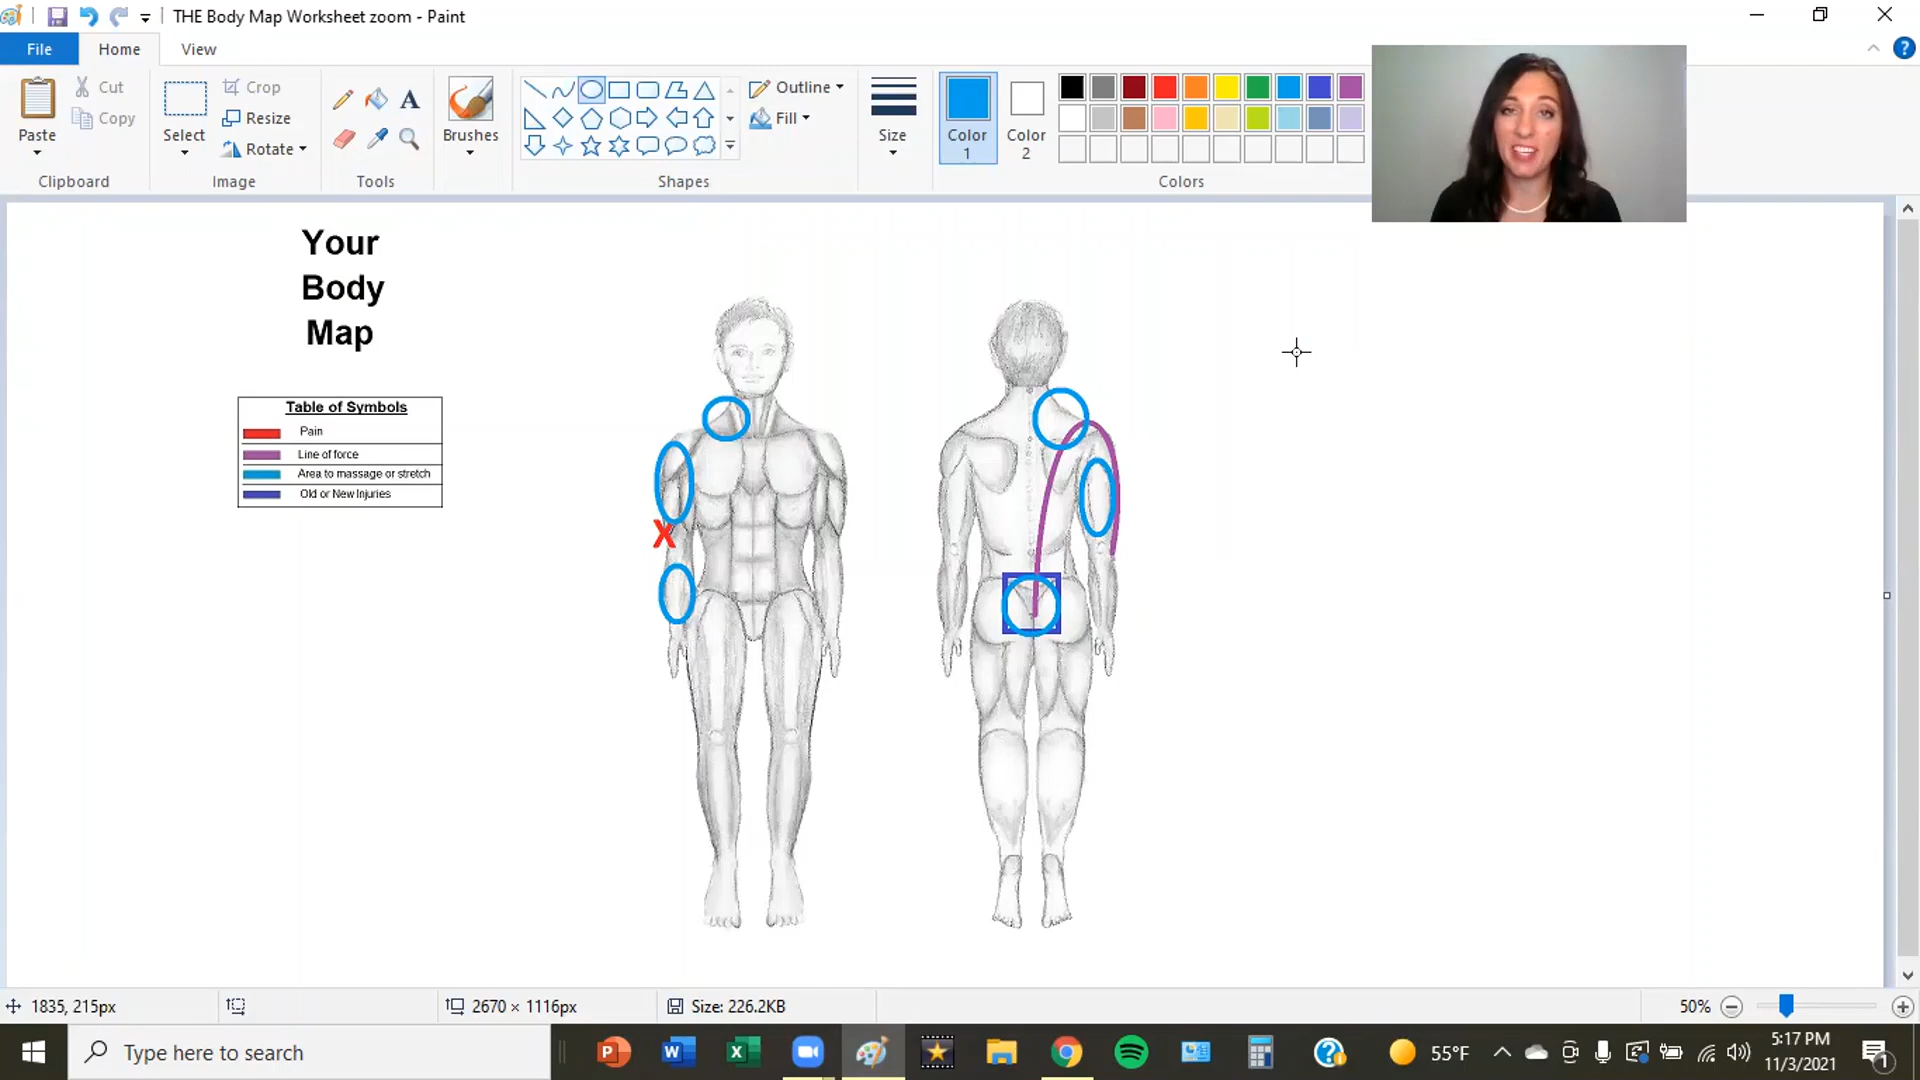 THE Body Map Worksheet zoom - Paint
File
Home
View
Paste
Cut
Copy
Clipboard
Select
Crop
Resize
Rotate
Image
A
Tools
Brushes
Shapes
Outline
Fill
Size
Color
1
Color
2
Colors
?
Your
Body
Map
Table of Symbols
Pain
Line of force
Area to massage or stretch
Old or New Injuries
X
1835, 215px
2670 × 1116px
Size: 226.2KB
50%
Type here to search
P
W
X
?
55°F
5:17 PM
11/3/2021
1